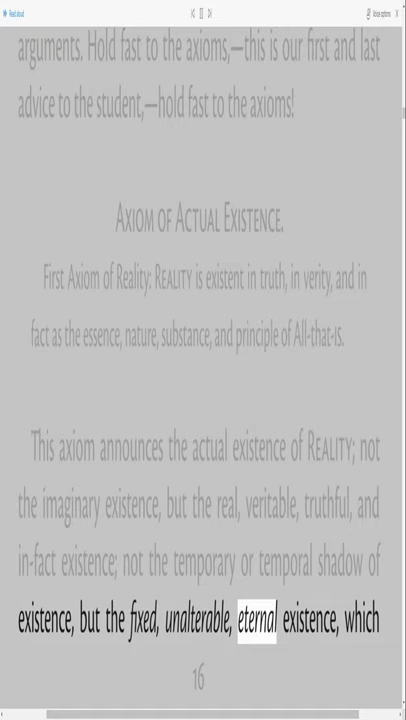 Read aloud
Voice options
arguments. Hold fast to the axioms,—this is our first and last
advice to the student,—hold fast to the axioms!
AXIOM OF ACTUAL EXISTENCE.
First Axiom of Reality: REALITY is existent in truth, in verity, and in
fact as the essence, nature, substance, and principle of All-that-IS.
This axiom announces the actual existence of REALITY; not
the imaginary existence, but the real, veritable, truthful, and
in-fact existence; not the temporary or temporal shadow of
existence, but the fixed, unalterable, eternal existence, which
16